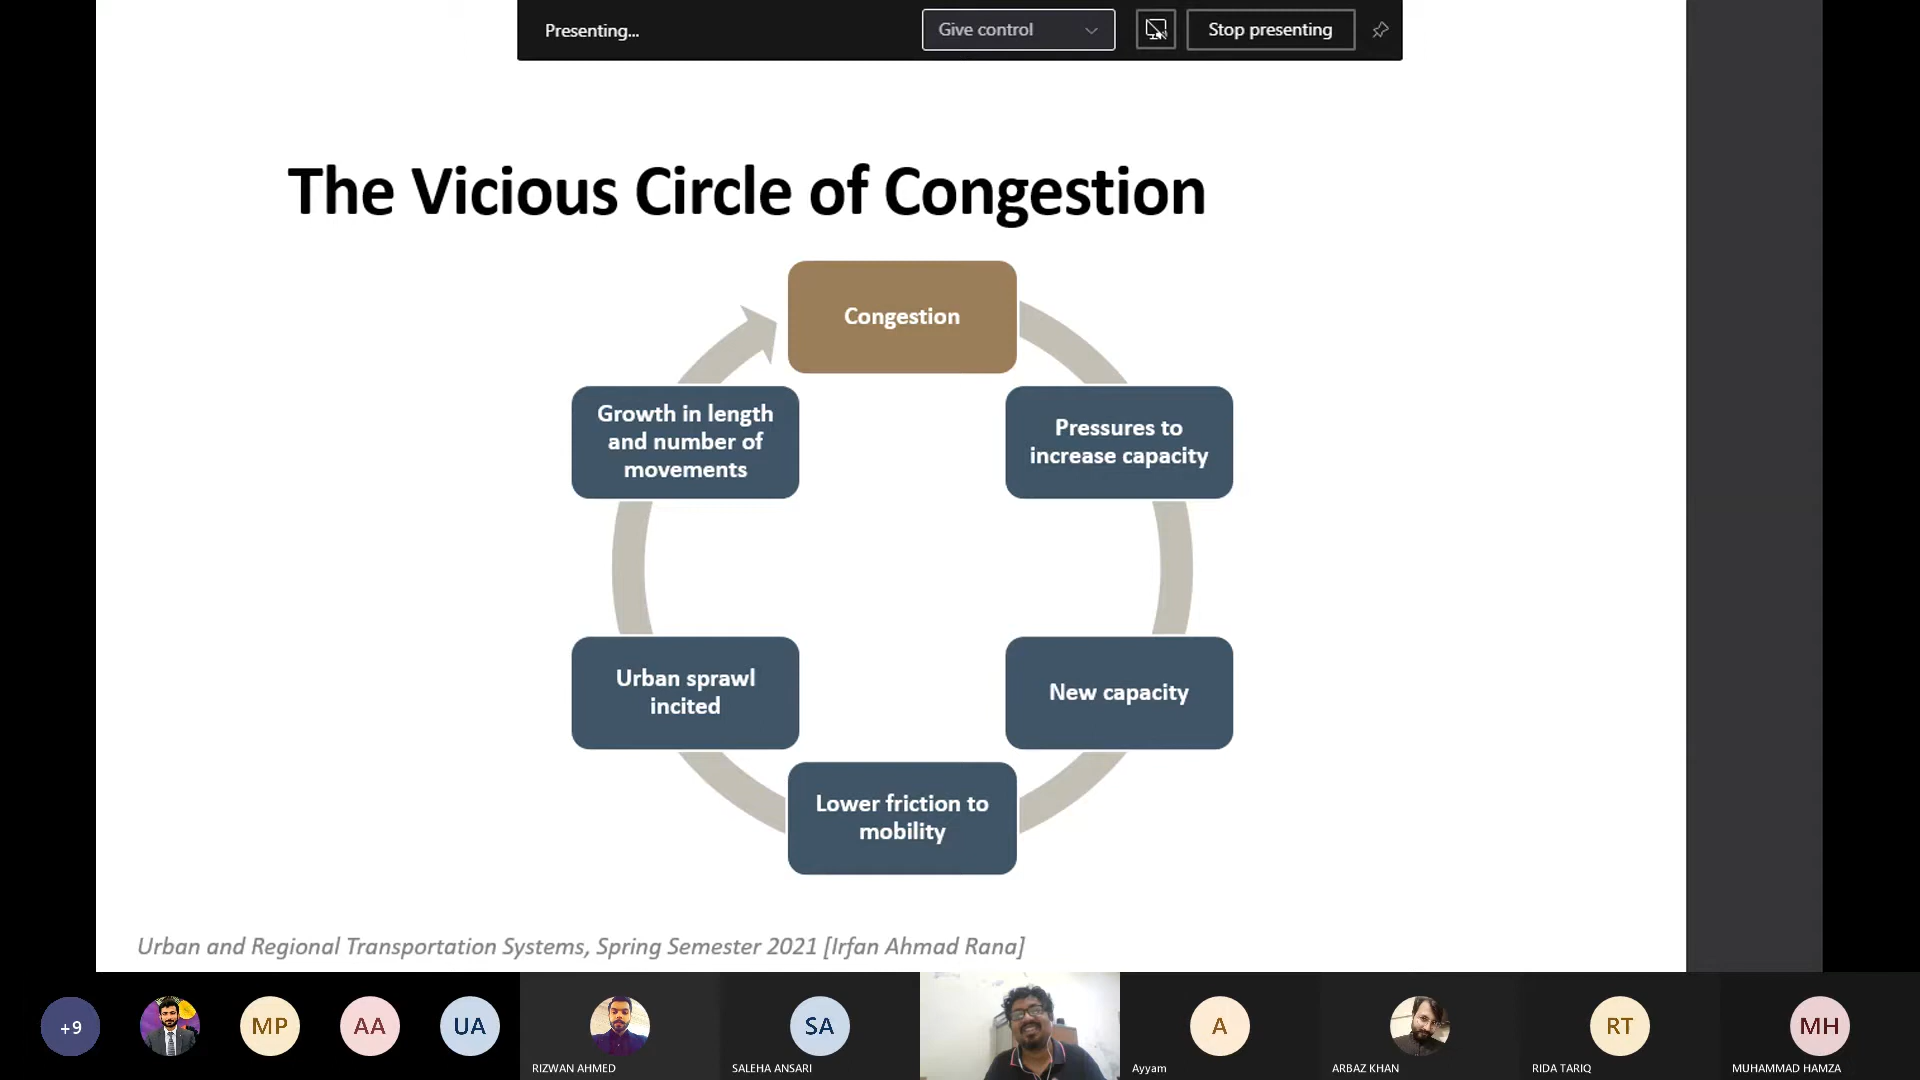 Presenting...
Give control
Stop presenting
The Vicious Circle of Congestion
Congestion
Pressures to
increase capacity
New capacity
Lower friction to
mobility
Urban sprawl
incited
Growth in length
and number of
movements
Urban and Regional Transportation Systems, Spring Semester 2021 [Irfan Ahmad Rana]
+9
MP
AA
UA
RIZWAN AHMED
SA
SALEHA ANSARI
A
Ayyam
ARBAZ KHAN
RT
RIDA TARIQ
MH
MUHAMMAD HAMZA